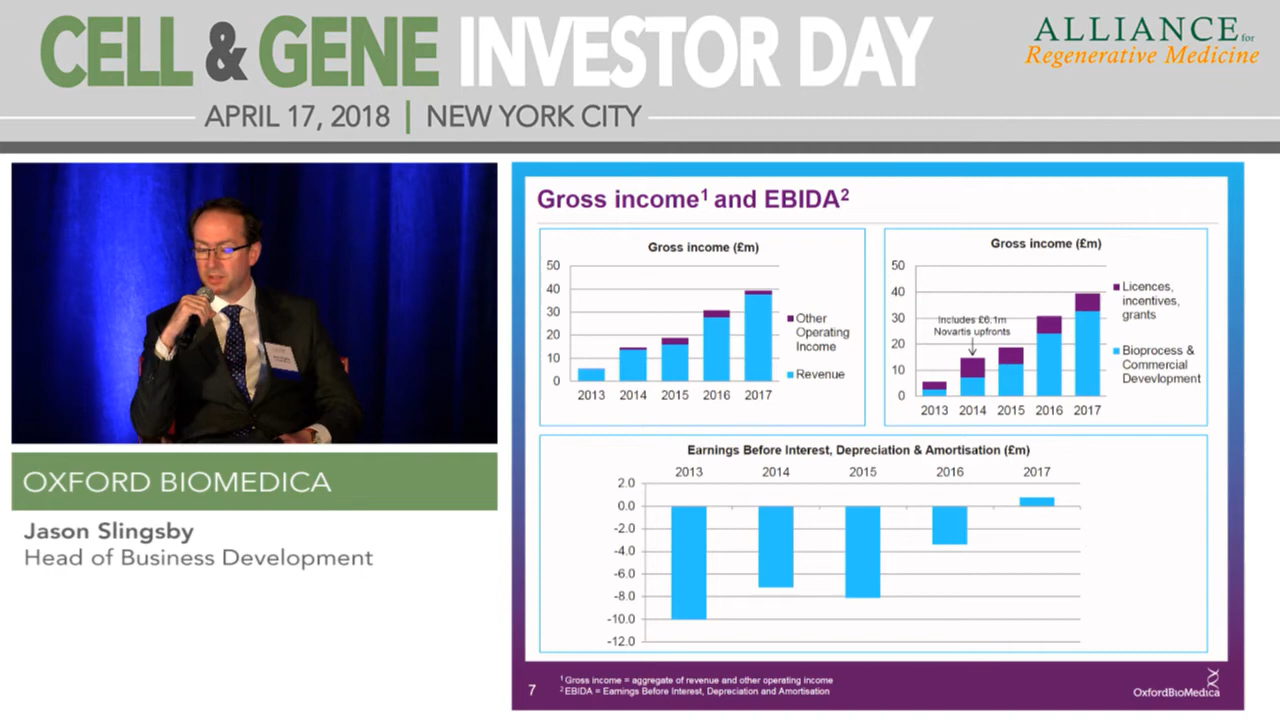 CELL & GENE INVESTOR DAY
APRIL 17, 2018 | NEW YORK CITY
ALLIANCE for
Regenerative Medicine
OXFORD BIOMEDICA
Jason Slingsby
Head of Business Development
Gross income1 and EBIDA2
Gross income (£m)
50
40
30
20
10
0
2013 2014 2015 2016 2017
Other
Operating
Income
Revenue
Gross income (£m)
50
40
30
20
10
0
Includes £6.1m
Novartis upfronts
2013 2014 2015 2016 2017
Licences,
incentives,
grants
Bioprocess &
Commercial
Devevlopment
Earnings Before Interest, Depreciation & Amortisation (£m)
2013 2014 2015 2016 2017
2.0
0.0
-2.0
-4.0
-6.0
-8.0
-10.0
-12.0
7
1 Gross income = aggregate of revenue and other operating income
2 EBIDA = Earnings Before Interest, Depreciation and Amortisation
OxfordBioMedica